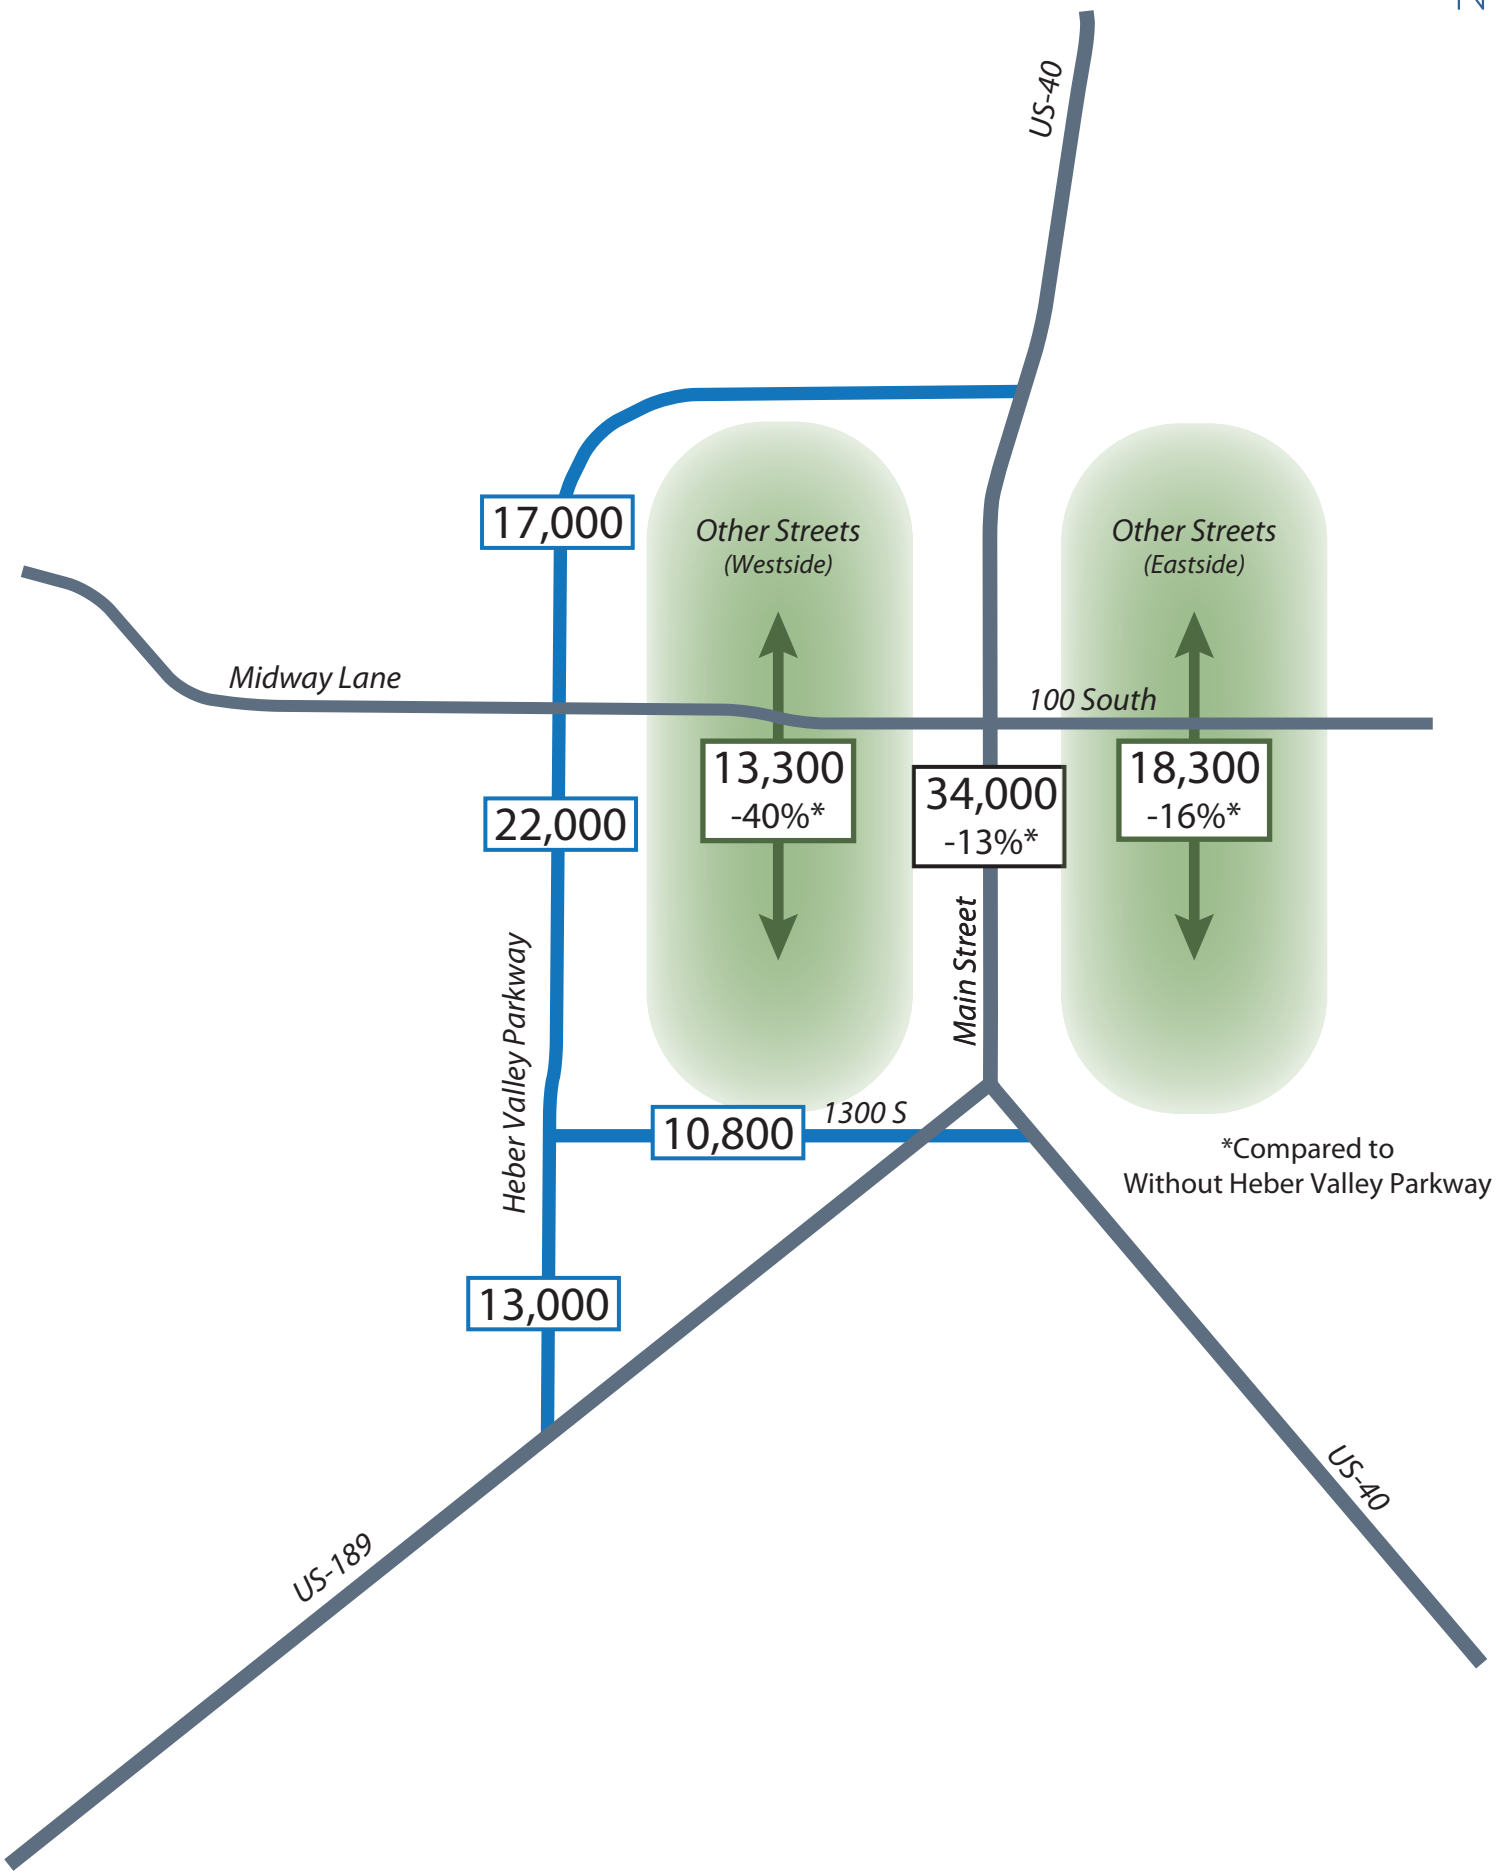 US-40
17,000
Other Streets
(Westside)
Other Streets
(Eastside)
Midway Lane
100 South
13,300
-40%*
34,000
-13%*
18,300
-16%*
22,000
Heber Valley Parkway
Main Street
10,800
1300 S
*Compared to
Without Heber Valley Parkway
13,000
US-40
US-189